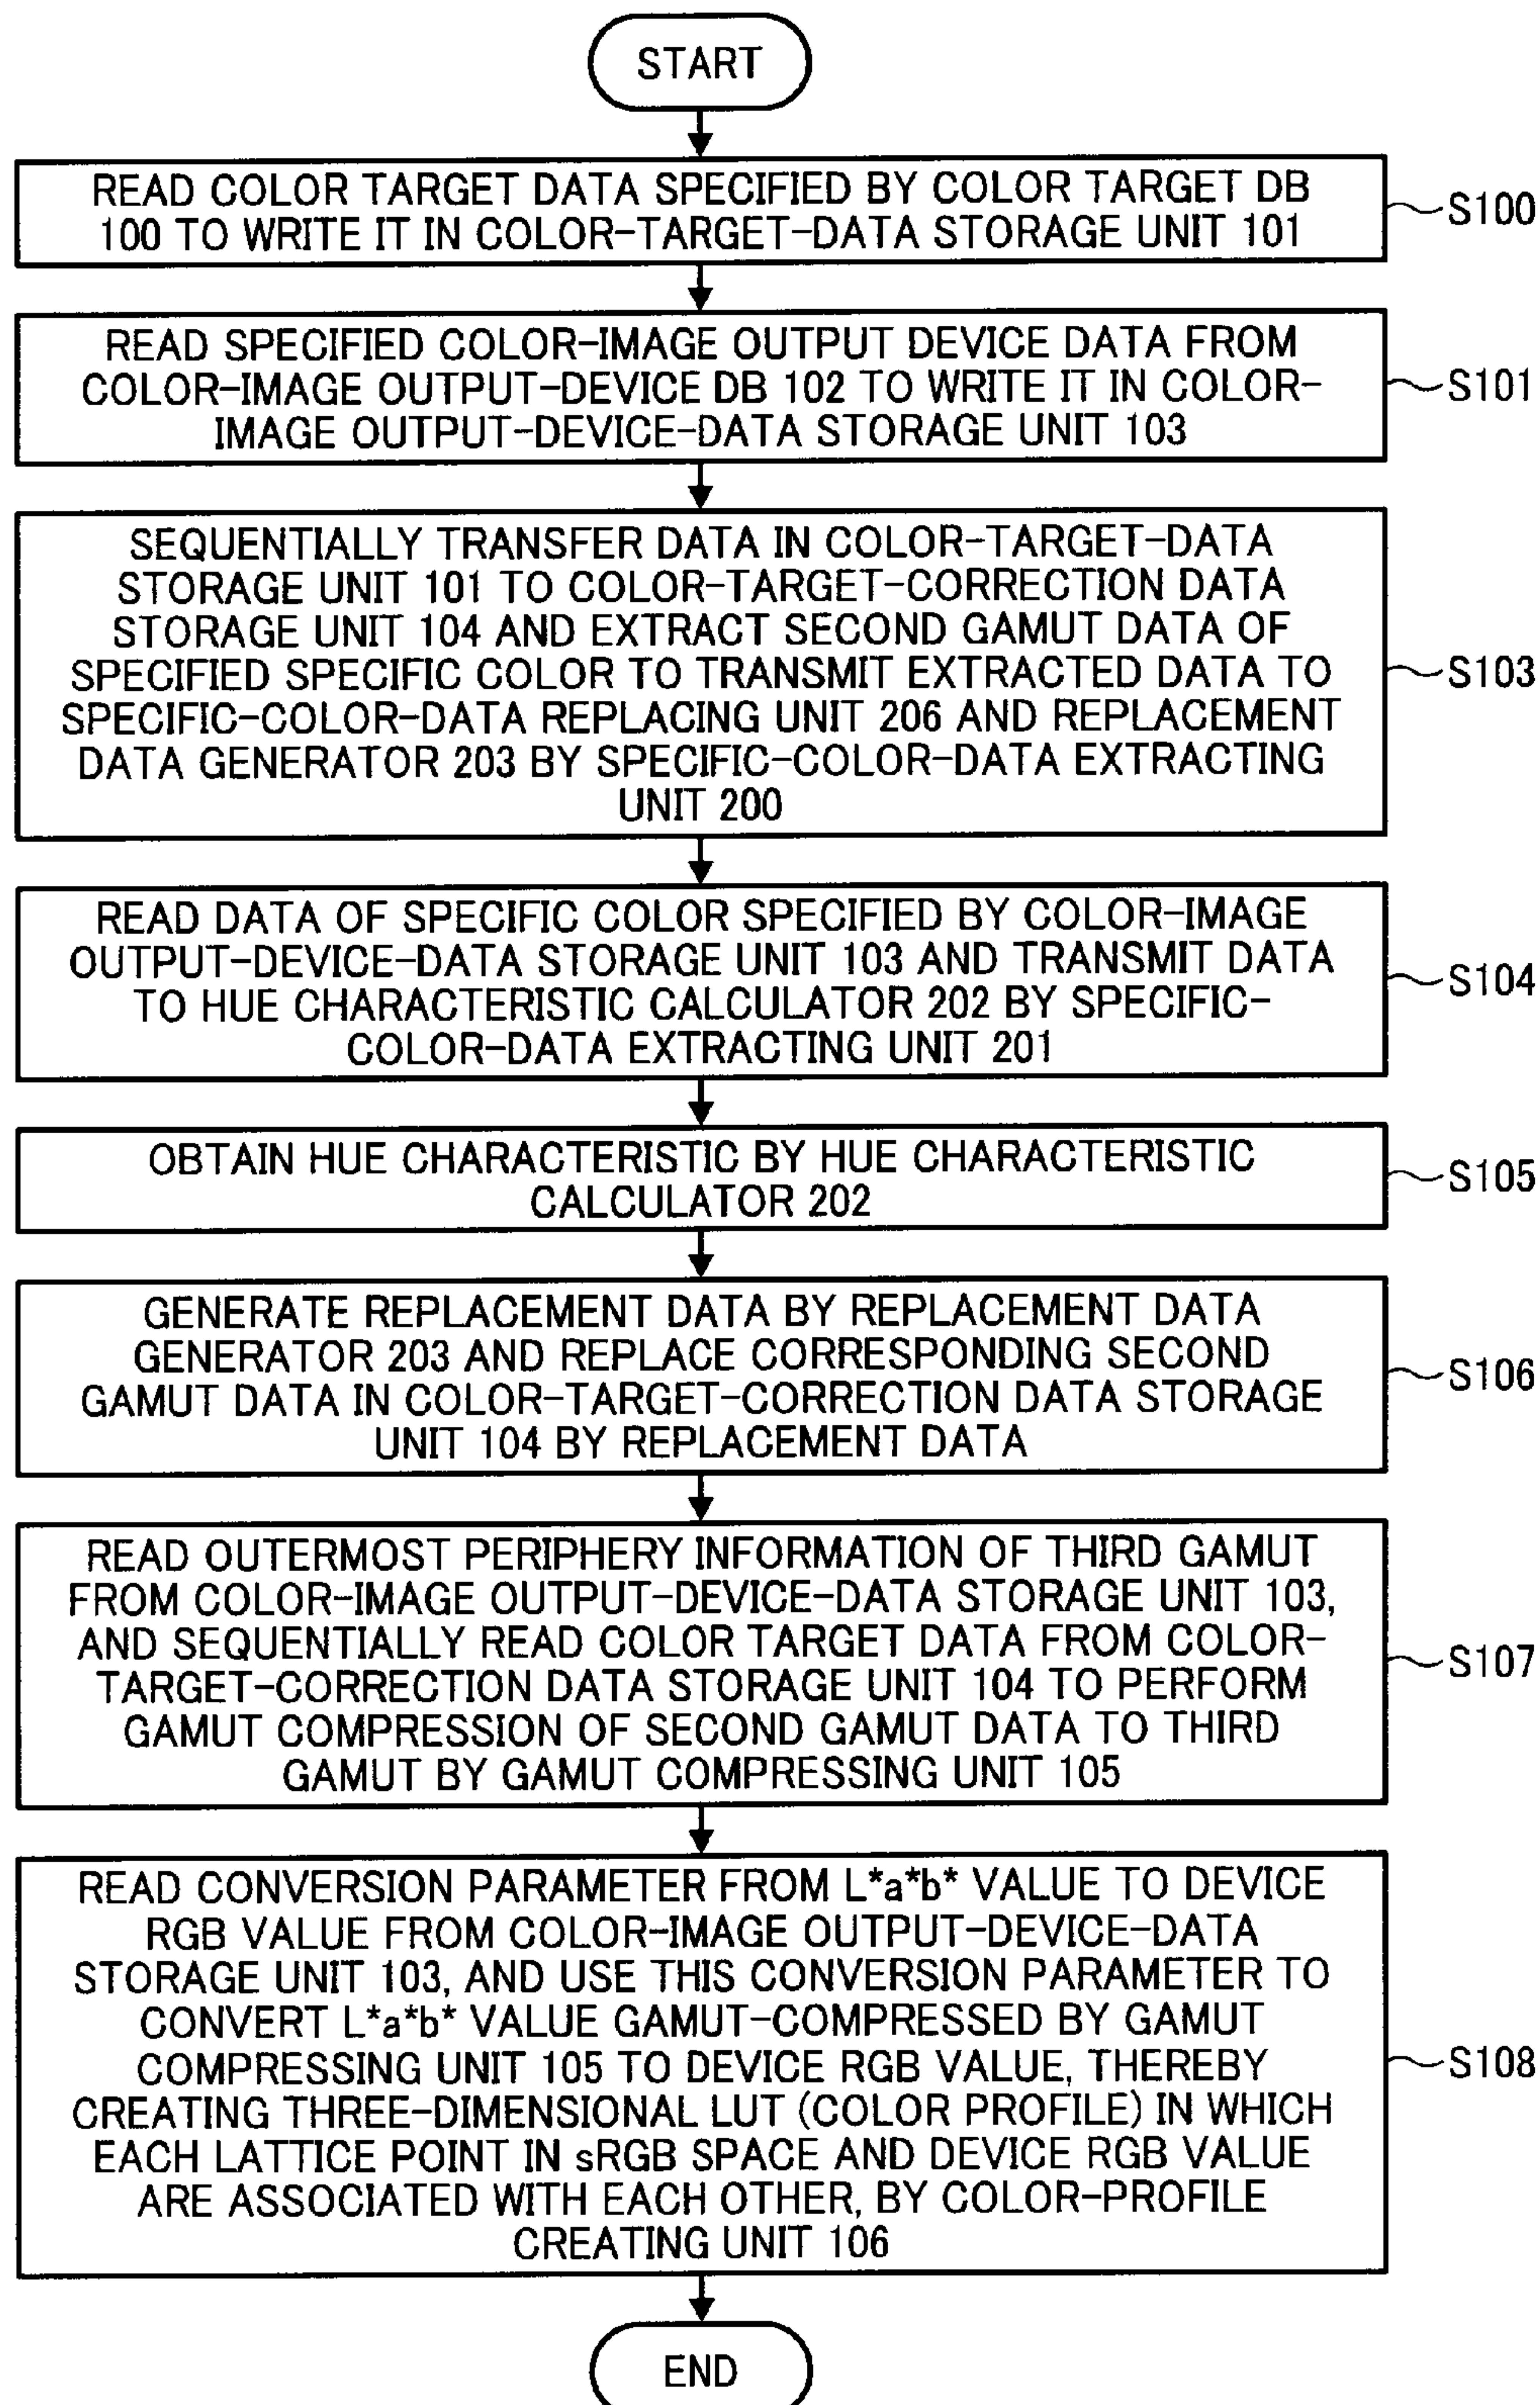 START
READ COLOR TARGET DATA SPECIFIED BY COLOR TARGET DB
100 TO WRITE IT IN COLOR-TARGET-DATA STORAGE UNIT 101
S100
READ SPECIFIED COLOR-IMAGE OUTPUT DEVICE DATA FROM
COLOR-IMAGE OUTPUT-DEVICE DB 102 TO WRITE IT IN COLOR-
IMAGE OUTPUT-DEVICE-DATA STORAGE UNIT 103
S101
SEQUENTIALLY TRANSFER DATA IN COLOR-TARGET-DATA
STORAGE UNIT 101 TO COLOR-TARGET-CORRECTION DATA
STORAGE UNIT 104 AND EXTRACT SECOND GAMUT DATA OF
SPECIFIED SPECIFIC COLOR TO TRANSMIT EXTRACTED DATA TO
SPECIFIC-COLOR-DATA REPLACING UNIT 206 AND REPLACEMENT
DATA GENERATOR 203 BY SPECIFIC-COLOR-DATA EXTRACTING
UNIT 200
S103
READ DATA OF SPECIFIC COLOR SPECIFIED BY COLOR-IMAGE
OUTPUT-DEVICE-DATA STORAGE UNIT 103 AND TRANSMIT DATA
TO HUE CHARACTERISTIC CALCULATOR 202 BY SPECIFIC-
COLOR-DATA EXTRACTING UNIT 201
S104
OBTAIN HUE CHARACTERISTIC BY HUE CHARACTERISTIC
CALCULATOR 202
S105
GENERATE REPLACEMENT DATA BY REPLACEMENT DATA
GENERATOR 203 AND REPLACE CORRESPONDING SECOND
GAMUT DATA IN COLOR-TARGET-CORRECTION DATA STORAGE
UNIT 104 BY REPLACEMENT DATA
S106
READ OUTERMOST PERIPHERY INFORMATION OF THIRD GAMUT
FROM COLOR-IMAGE OUTPUT-DEVICE-DATA STORAGE UNIT 103,
AND SEQUENTIALLY READ COLOR TARGET DATA FROM COLOR-
TARGET-CORRECTION DATA STORAGE UNIT 104 TO PERFORM
GAMUT COMPRESSION OF SECOND GAMUT DATA TO THIRD
GAMUT BY GAMUT COMPRESSING UNIT 105
S107
READ CONVERSION PARAMETER FROM L*a*b* VALUE TO DEVICE
RGB VALUE FROM COLOR-IMAGE OUTPUT-DEVICE-DATA
STORAGE UNIT 103, AND USE THIS CONVERSION PARAMETER TO
CONVERT L*a*b* VALUE GAMUT-COMPRESSED BY GAMUT
COMPRESSING UNIT 105 TO DEVICE RGB VALUE, THEREBY
CREATING THREE-DIMENSIONAL LUT (COLOR PROFILE) IN WHICH
EACH LATTICE POINT IN sRGB SPACE AND DEVICE RGB VALUE
ARE ASSOCIATED WITH EACH OTHER, BY COLOR-PROFILE
CREATING UNIT 106
S108
END